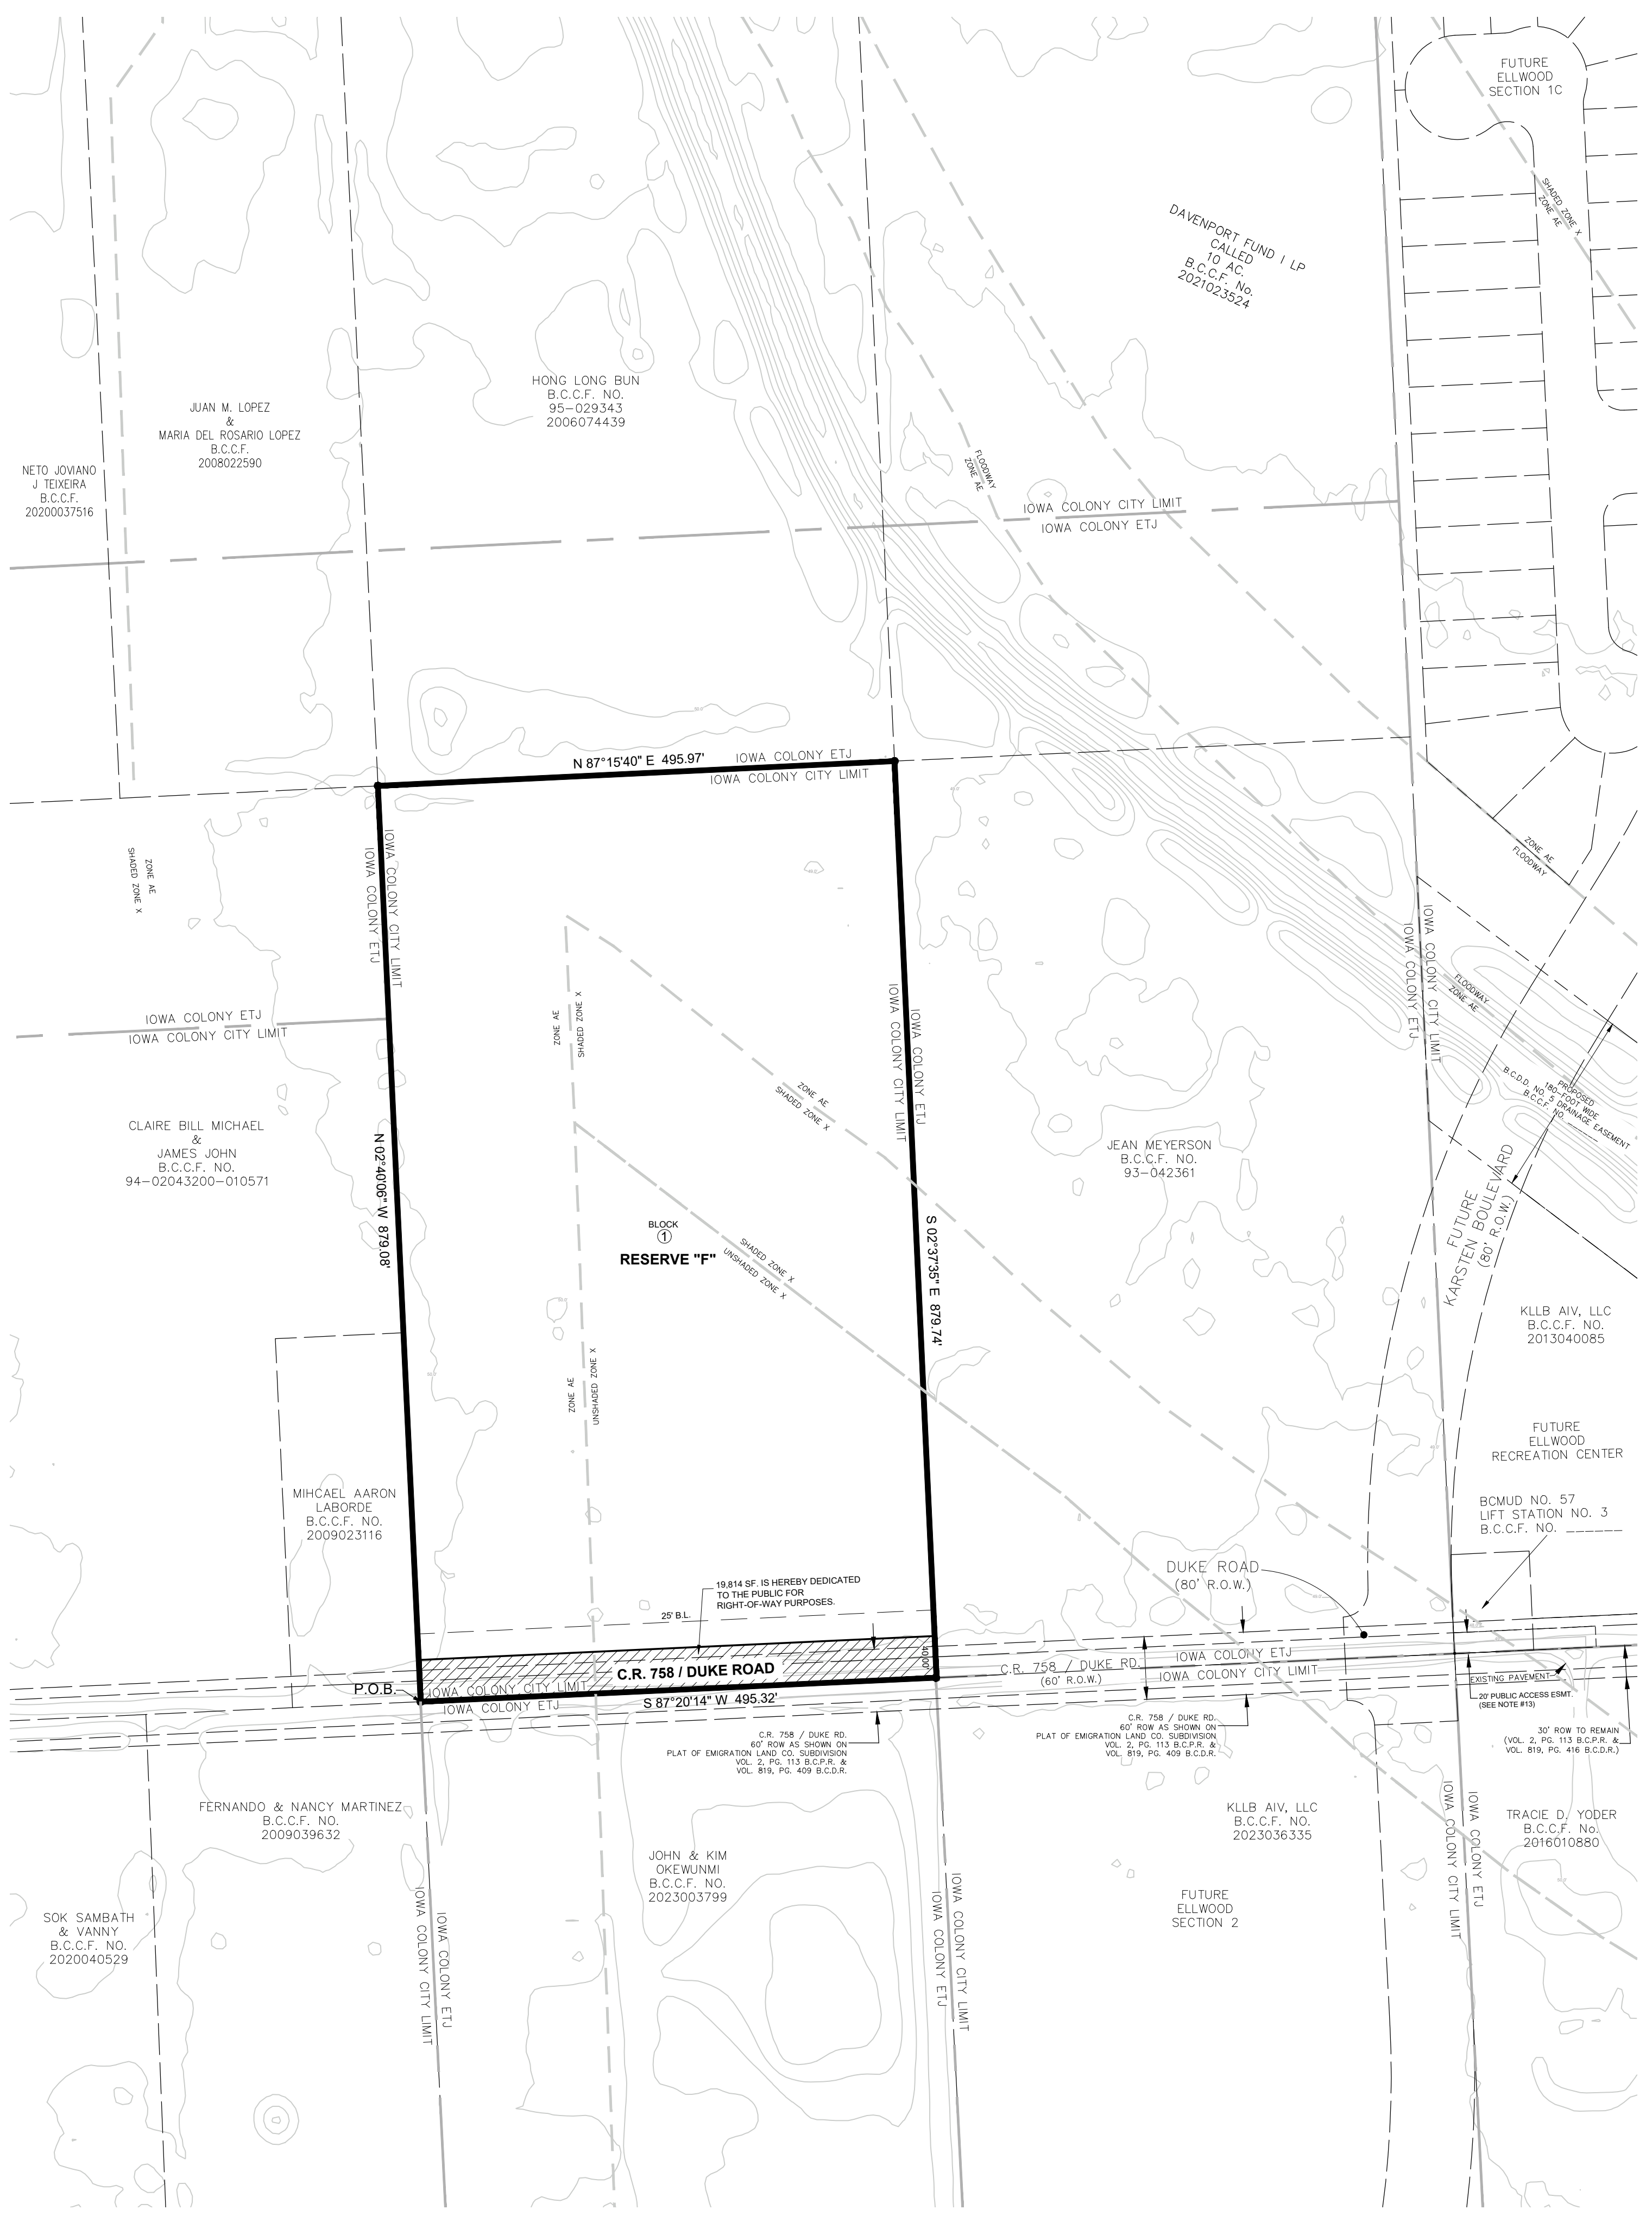 FUTURE
ELLWOOD
SECTION 1C
SHADED ZONE X
ZONE AE
DAVENPORT FUND I LP
CALLED
10 AC.
B.C.C.F. No.
2021023524
HONG LONG BUN
B.C.C.F. NO.
95-029343
2006074439
JUAN M. LOPEZ
&
MARIA DEL ROSARIO LOPEZ
B.C.C.F.
2008022590
NETO JOVIANO
J TEIXEIRA
B.C.C.F.
20200037516
FLOODWAY
ZONE AE
IOWA COLONY CITY LIMIT
IOWA COLONY ETJ
N 87°15'40" E 495.97'
IOWA COLONY ETJ
IOWA COLONY CITY LIMIT
IOWA COLONY CITY LIMIT
IOWA COLONY ETJ
ZONE AE
SHADED ZONE X
ZONE AE
FLOODWAY
IOWA COLONY CITY LIMIT
IOWA COLONY ETJ
FLOODWAY
ZONE AE
IOWA COLONY ETJ
IOWA COLONY CITY LIMIT
ZONE AE
SHADED ZONE X
IOWA COLONY ETJ
IOWA COLONY CITY LIMIT
ZONE AE
SHADED ZONE X
PROPOSED
180-FOOT WIDE
B.C.D.D. NO. 5 DRAINAGE EASEMENT
B.C.C.F. NO. ______
CLAIRE BILL MICHAEL
&
JAMES JOHN
B.C.C.F. NO.
94-02043200-010571
N 02°40'06" W 879.08'
JEAN MEYERSON
B.C.C.F. NO.
93-042361
FUTURE
KARSTEN BOULEVARD
(80' R.O.W.)
BLOCK
1
RESERVE "F"
SHADED ZONE X
UNSHADED ZONE X
S 02°37'35" E 879.74'
KLLB AIV, LLC
B.C.C.F. NO.
2013040085
ZONE AE
UNSHADED ZONE X
FUTURE
ELLWOOD
RECREATION CENTER
MIHCAEL AARON
LABORDE
B.C.C.F. NO.
2009023116
BCMUD NO. 57
LIFT STATION NO. 3
B.C.C.F. NO. ______
DUKE ROAD
(80' R.O.W.)
19,814 SF. IS HEREBY DEDICATED
TO THE PUBLIC FOR
RIGHT-OF-WAY PURPOSES.
25' B.L.
40.00'
C.R. 758 / DUKE ROAD
P.O.B.
IOWA COLONY CITY LIMIT
IOWA COLONY ETJ
S 87°20'14" W 495.32'
C.R. 758 / DUKE RD.
(60' R.O.W.)
IOWA COLONY ETJ
IOWA COLONY CITY LIMIT
EXISTING PAVEMENT
20' PUBLIC ACCESS ESMT.
(SEE NOTE #13)
C.R. 758 / DUKE RD.
60' ROW AS SHOWN ON
PLAT OF EMIGRATION LAND CO. SUBDIVISION
VOL. 2, PG. 113 B.C.P.R. &
VOL. 819, PG. 409 B.C.D.R.
C.R. 758 / DUKE RD.
60' ROW AS SHOWN ON
PLAT OF EMIGRATION LAND CO. SUBDIVISION
VOL. 2, PG. 113 B.C.P.R. &
VOL. 819, PG. 409 B.C.D.R.
30' ROW TO REMAIN
(VOL. 2, PG. 113 B.C.P.R. &
VOL. 819, PG. 416 B.C.D.R.)
FERNANDO & NANCY MARTINEZ
B.C.C.F. NO.
2009039632
KLLB AIV, LLC
B.C.C.F. NO.
2023036335
TRACIE D. YODER
B.C.C.F. No.
2016010880
JOHN & KIM
OKEWUNMI
B.C.C.F. NO.
2023003799
FUTURE
ELLWOOD
SECTION 2
SOK SAMBATH
& VANNY
B.C.C.F. NO.
2020040529
IOWA COLONY CITY LIMIT
IOWA COLONY ETJ
IOWA COLONY ETJ
IOWA COLONY CITY LIMIT
IOWA COLONY CITY LIMIT
IOWA COLONY ETJ